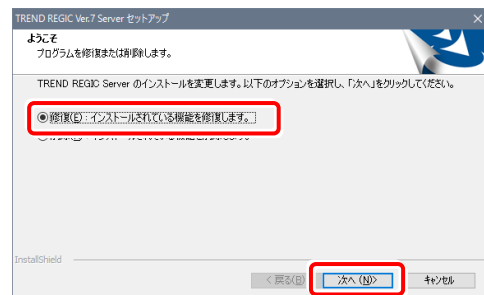 TREND REGIC Ver.7 Server セットアップ
ようこそ
プログラムを修復または削除します。
TREND REGIC Server のインストールを変更します。以下のオプションを選択し、「次へ」をクリックしてください。
修復(E) : インストールされている機能を修復します。
InstallShield
< 戻る(B)
次へ (N)>
キャンセル